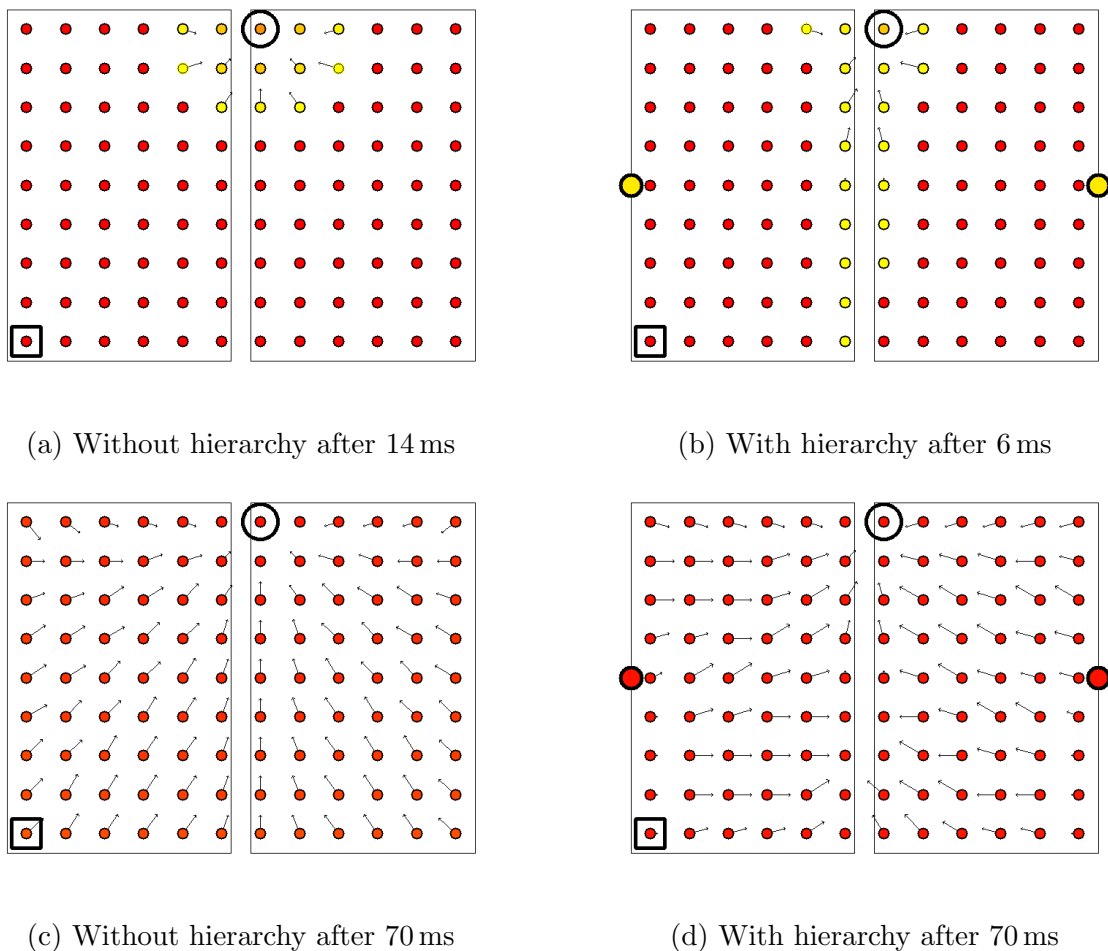 (a) Without hierarchy after 14 ms
(b) With hierarchy after 6 ms
(c) Without hierarchy after 70 ms
(d) With hierarchy after 70 ms